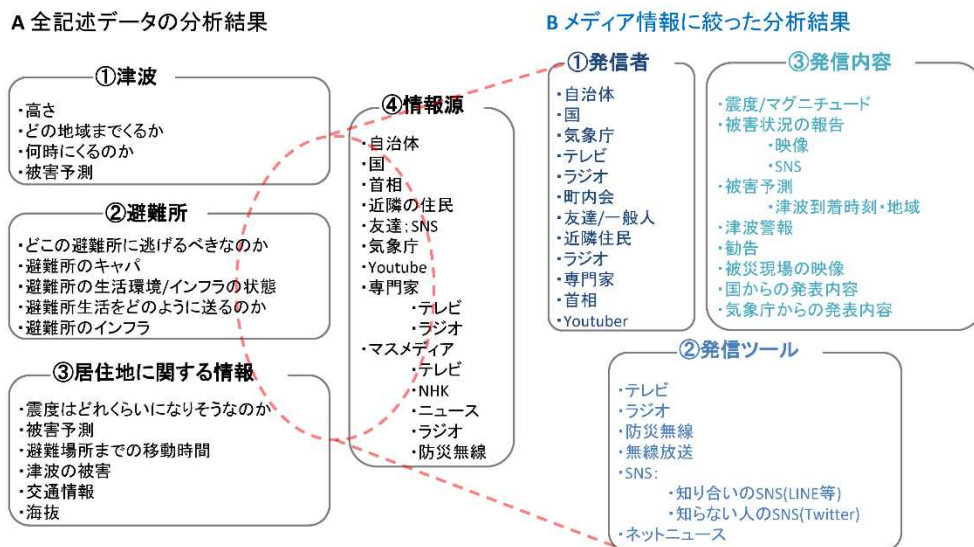 A 全記述データの分析結果
①津波
・高さ
・どの地域までくるか
・何時にくるのか
・被害予測
②避難所
・どこの避難所に逃げるべきなのか
・避難所のキャパ
・避難所の生活環境/インフラの状態
・避難所生活をどのように送るのか
・避難所のインフラ
③居住地に関する情報
・震度はどれくらいになりそうなのか
・被害予測
・避難場所までの移動時間
・津波の被害
・交通情報
・海抜
④情報源
・自治体
・国
・首相
・近隣の住民
・友達：SNS
・気象庁
・Youtube
・専門家
・テレビ
・ラジオ
・マスメディア
・テレビ
・NHK
・ニュース
・ラジオ
・防災無線
B メディア情報に絞った分析結果
①発信者
・自治体
・国
・気象庁
・テレビ
・ラジオ
・町内会
・友達/一般人
・近隣住民
・ラジオ
・専門家
・首相
・Youtuber
③発信内容
・震度/マグニチュード
・被害状況の報告
・映像
・SNS
・被害予測
・津波到着時刻・地域
・津波警報
・勧告
・被災現場の映像
・国からの発表内容
・気象庁からの発表内容
②発信ツール
・テレビ
・ラジオ
・防災無線
・無線放送
・SNS：
・知り合いのSNS(LINE等)
・知らない人のSNS(Twitter)
・ネットニュース